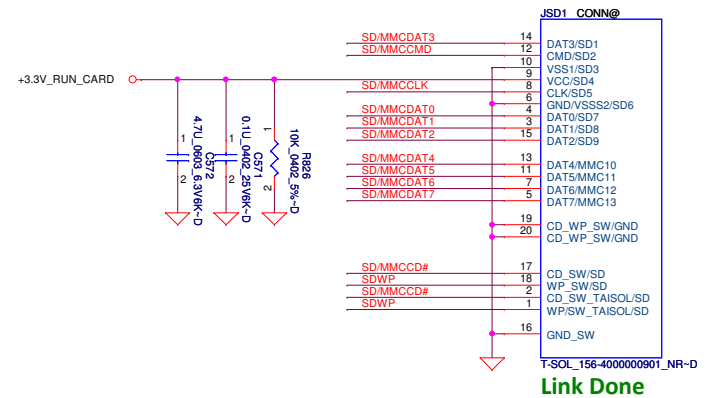 JSD1 CONN@
SD/MMCDAT3 14 DAT3/SD1
SD/MMCCMD 12 CMD/SD2
10 VSS1/SD3
+3.3V_RUN_CARD 9 VCC/SD4
SD/MMCCLK 8 CLK/SD5
6 GND/VSSS2/SD6
SD/MMCDAT0 4 DAT0/SD7
SD/MMCDAT1 3 DAT1/SD8
SD/MMCDAT2 15 DAT2/SD9
SD/MMCDAT4 13 DAT4/MMC10
SD/MMCDAT5 11 DAT5/MMC11
SD/MMCDAT6 7 DAT6/MMC12
SD/MMCDAT7 5 DAT7/MMC13
19 CD_WP_SW/GND
20 CD_WP_SW/GND
SD/MMCCD# 17 CD_SW/SD
SDWP 18 WP_SW/SD
SD/MMCCD# 2 CD_SW_TAISOL/SD
SDWP 1 WP/SW_TAISOL/SD
16 GND_SW
T-SOL_156-4000000901_NR~D
Link Done
1
2
C572
4.7U_0603_6.3V6K~D
1
2
C571
0.1U_0402_25V6K~D
1
2
R826
10K_0402_5%~D